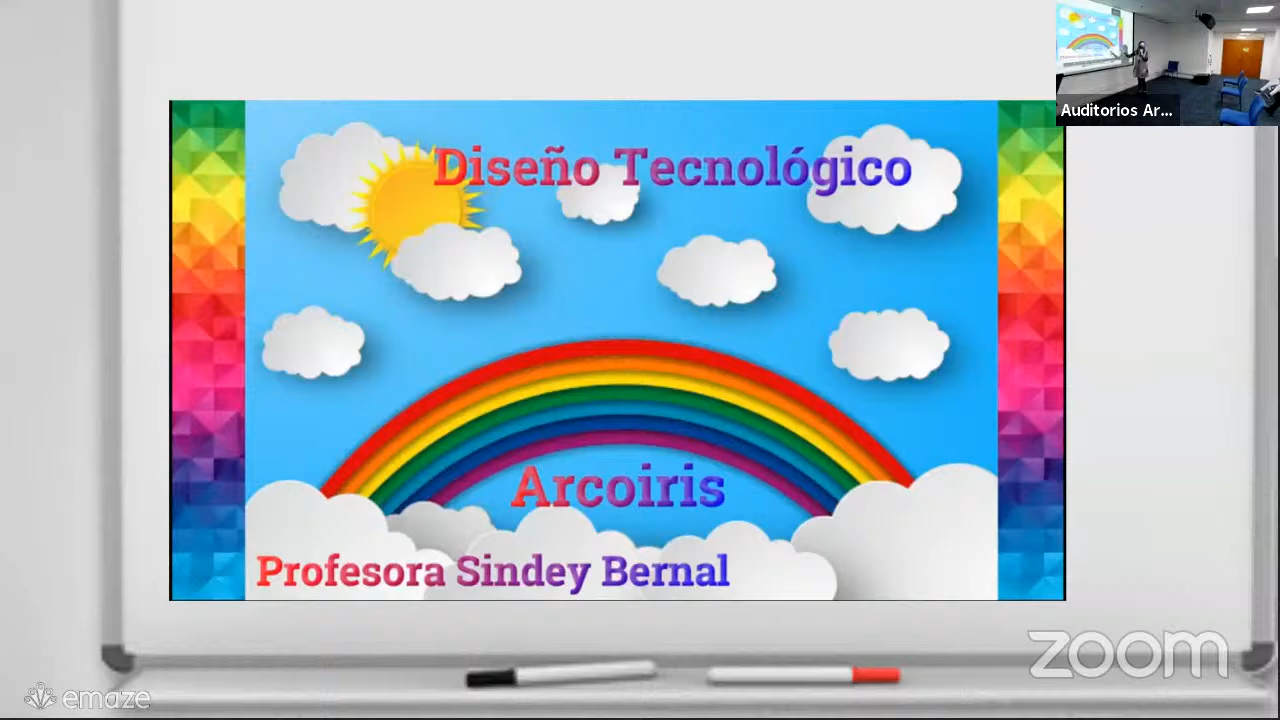 Auditorios Ar...
Diseño Tecnológico
Arcoiris
Profesora Sindey Bernal
zoom
emaze